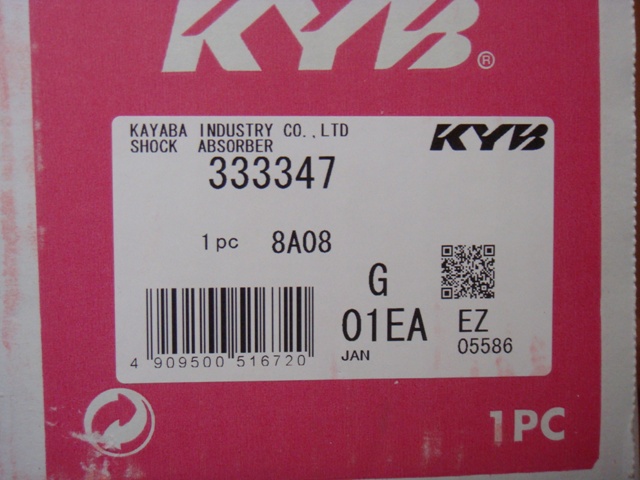 KYB®
KAYABA INDUSTRY CO.,LTD
SHOCK ABSORBER
KYB
333347
1pc 8A08
G
01EA EZ
JAN 05586
4 909500 516720
1PC